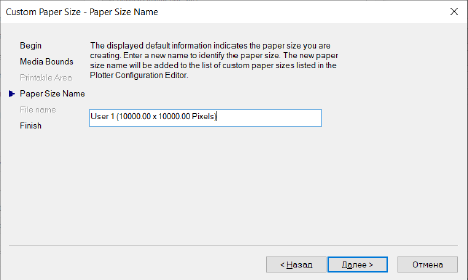 Custom Paper Size - Paper Size Name
Begin
Media Bounds
Printable Area
Paper Size Name
File name
Finish
The displayed default information indicates the paper size you are
creating. Enter a new name to identify the paper size. The new paper
size name will be added to the list of custom paper sizes listed in the
Plotter Configuration Editor.
User 1 (10000.00 x 10000.00 Pixels)
< Назад
Далее >
Отмена